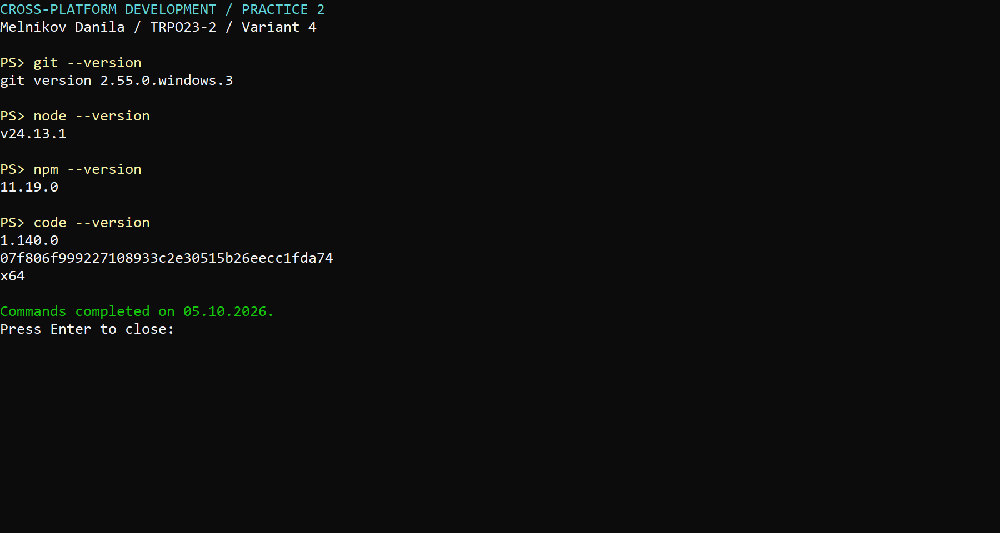 CROSS-PLATFORM DEVELOPMENT / PRACTICE 2
Melnikov Danila / TRPO23-2 / Variant 4
PS> git --version
git version 2.55.0.windows.3
PS> node --version
v24.13.1
PS> npm --version
11.19.0
PS> code --version
1.140.0
07f806f999227108933c2e30515b26eecc1fda74
x64
Commands completed on 05.10.2026.
Press Enter to close: